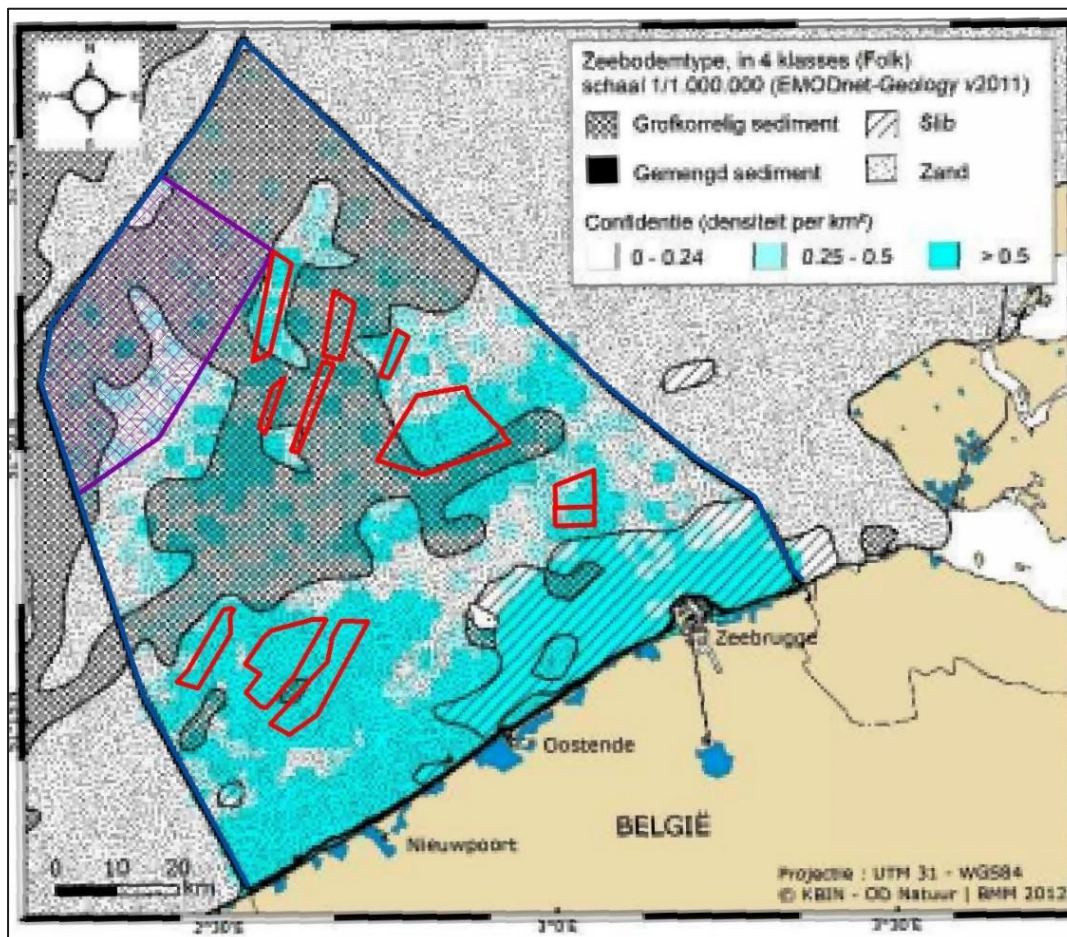 N
W
E
Zeebodemtype, in 4 klasses (Folk)
schaal 1/1.000.000 (EMODnet-Geology v2011)
Grofkorrelig sediment
Slib
Gemengd sediment
Zand
Confidentie (densiteit per km²)
0 - 0.24
0.25 - 0.5
> 0.5
Zeebrugge
Oostende
BELGIË
Nieuwpoort
0 10 20
km
Projectie : UTM 31 - WGS84
© KBIN - OD Natuur | BMM 2012
2°30'E
3°0'E
3°30'E